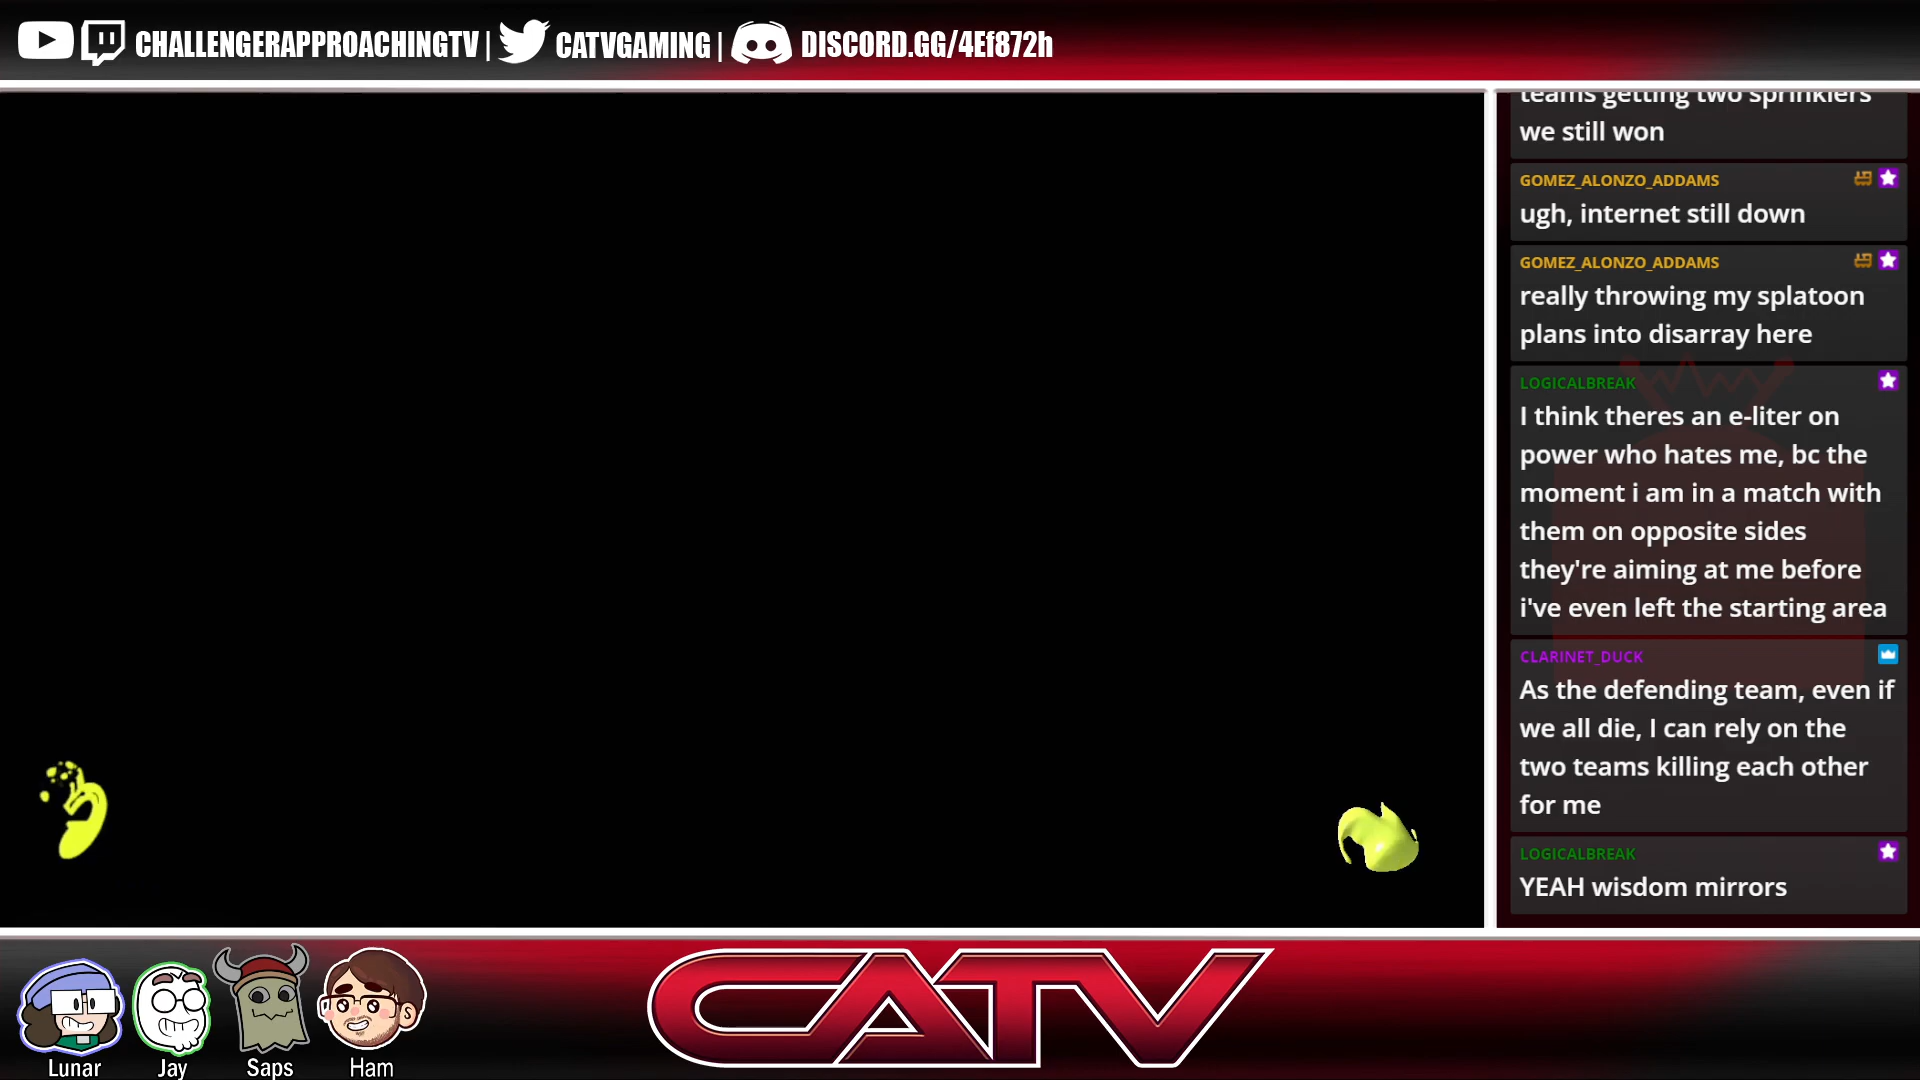 CHALLENGERAPPROACHINGTV | CATVGAMING | DISCORD.GG/4Ef872h
teams getting two sprinklers
we still won
GOMEZ_ALONZO_ADDAMS
ugh, internet still down
GOMEZ_ALONZO_ADDAMS
really throwing my splatoon
plans into disarray here
LOGICALBREAK
I think theres an e-liter on
power who hates me, bc the
moment i am in a match with
them on opposite sides
they're aiming at me before
i've even left the starting area
CLARINET_DUCK
As the defending team, even if
we all die, I can rely on the
two teams killing each other
for me
LOGICALBREAK
YEAH wisdom mirrors
CATV
Lunar
Jay
Saps
Ham